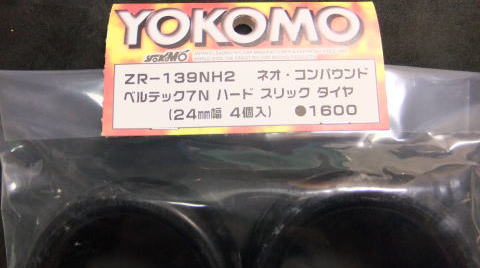 YOKOMO
YOKOMO
ZR-139NH2 ネオ・コンパウンド
ベルテック7N ハード スリック タイヤ
(24mm幅 4個入) ●1600